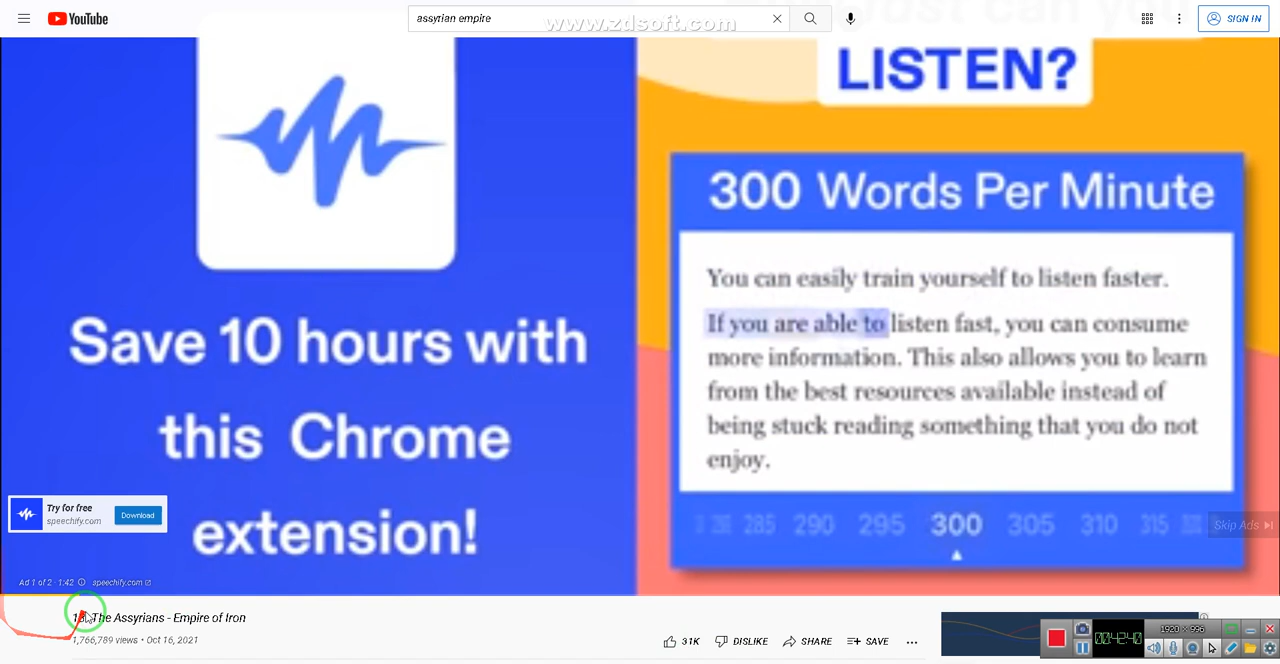 YouTube
assytian empire
www.zdsoft.com
SIGN IN
LISTEN?
300 Words Per Minute
You can easily train yourself to listen faster.
If you are able to listen fast, you can consume
more information. This also allows you to learn
from the best resources available instead of
being stuck reading something that you do not
enjoy.
285 290 295 300 305 310 315
Save 10 hours with
this Chrome
extension!
Try for free
speechify.com
Download
Skip Ads
Ad 1 of 2 · 1:42
speechify.com
The Assyrians - Empire of Iron
1,766,789 views • Oct 16, 2021
31K
DISLIKE
SHARE
SAVE
00:42:40
1920 × 996